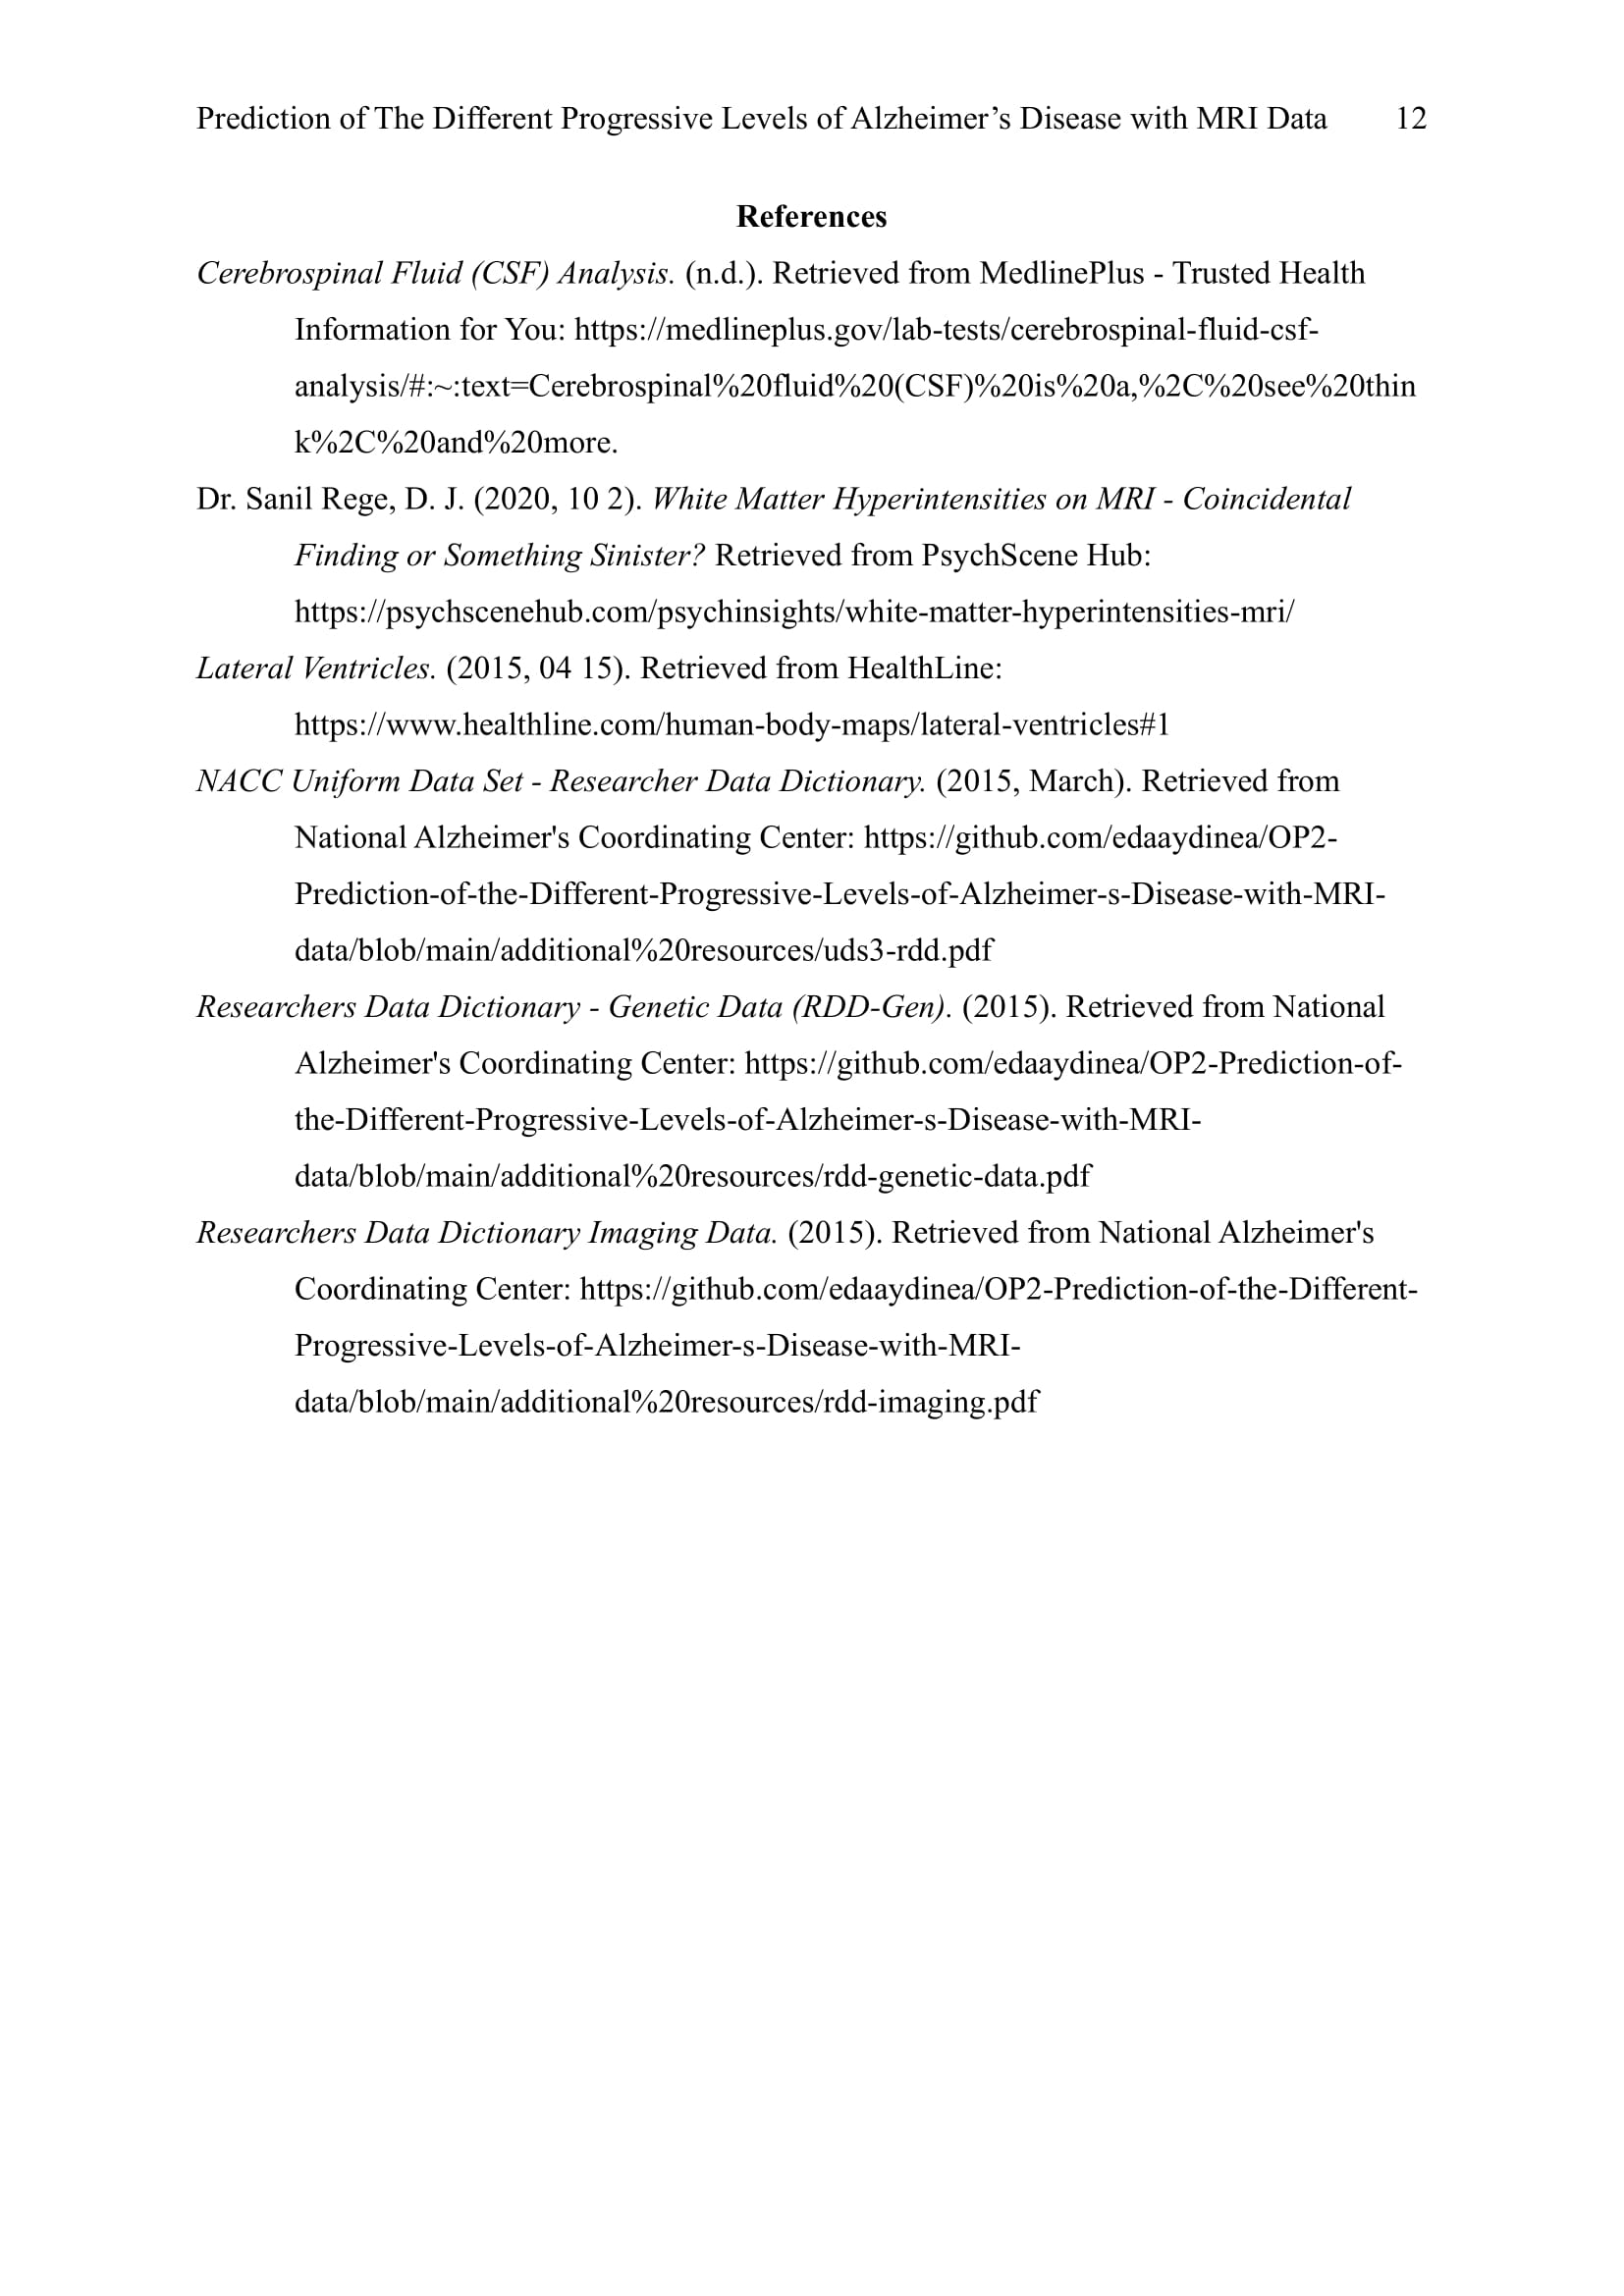 Prediction of The Different Progressive Levels of Alzheimer’s Disease with MRI Data 12
References
Cerebrospinal Fluid (CSF) Analysis. (n.d.). Retrieved from MedlinePlus - Trusted Health
Information for You: https://medlineplus.gov/lab-tests/cerebrospinal-fluid-csf-
analysis/#:~:text=Cerebrospinal%20fluid%20(CSF)%20is%20a,%2C%20see%20thin
k%2C%20and%20more.
Dr. Sanil Rege, D. J. (2020, 10 2). White Matter Hyperintensities on MRI - Coincidental
Finding or Something Sinister? Retrieved from PsychScene Hub:
https://psychscenehub.com/psychinsights/white-matter-hyperintensities-mri/
Lateral Ventricles. (2015, 04 15). Retrieved from HealthLine:
https://www.healthline.com/human-body-maps/lateral-ventricles#1
NACC Uniform Data Set - Researcher Data Dictionary. (2015, March). Retrieved from
National Alzheimer's Coordinating Center: https://github.com/edaaydinea/OP2-
Prediction-of-the-Different-Progressive-Levels-of-Alzheimer-s-Disease-with-MRI-
data/blob/main/additional%20resources/uds3-rdd.pdf
Researchers Data Dictionary - Genetic Data (RDD-Gen). (2015). Retrieved from National
Alzheimer's Coordinating Center: https://github.com/edaaydinea/OP2-Prediction-of-
the-Different-Progressive-Levels-of-Alzheimer-s-Disease-with-MRI-
data/blob/main/additional%20resources/rdd-genetic-data.pdf
Researchers Data Dictionary Imaging Data. (2015). Retrieved from National Alzheimer's
Coordinating Center: https://github.com/edaaydinea/OP2-Prediction-of-the-Different-
Progressive-Levels-of-Alzheimer-s-Disease-with-MRI-
data/blob/main/additional%20resources/rdd-imaging.pdf